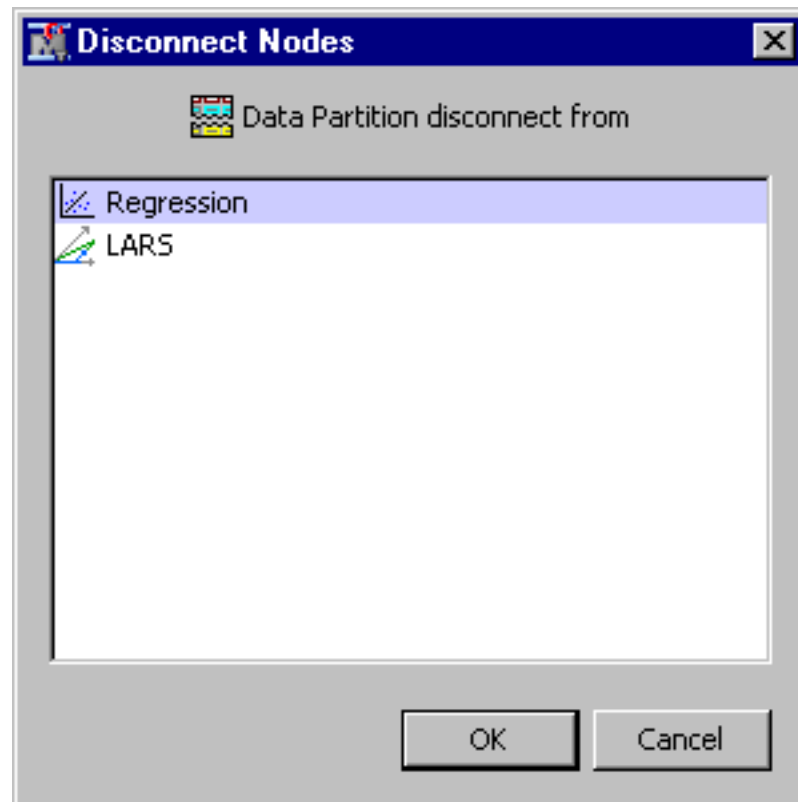 Disconnect Nodes
Data Partition disconnect from
Regression
LARS
OK Cancel